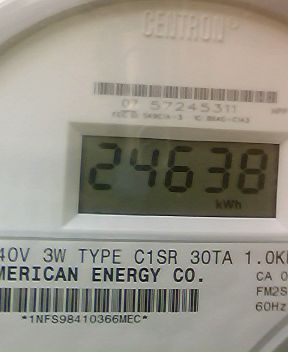 CENTRON®
07 57245311
24638
kWh
40V 3W TYPE C1SR 30TA 1.0K
MERICAN ENERGY CO.
CA 0
FM2S
60Hz
*1NFS98410366MEC*